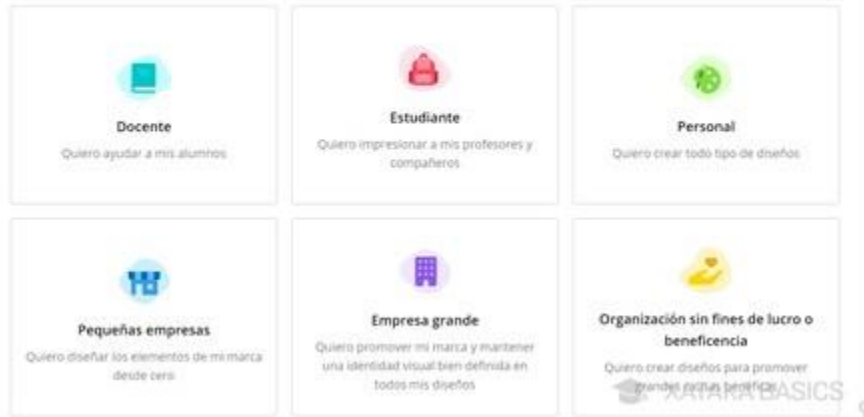 Docente
Quiero ayudar a mis alumnos
Estudiante
Quiero impresionar a mis profesores y
compañeros
Personal
Quiero crear todo tipo de diseños
Pequeñas empresas
Quiero diseñar los elementos de mi marca
desde cero
Empresa grande
Quiero promover mi marca y mantener
una identidad visual bien definida en
todos mis diseños
Organización sin fines de lucro o
beneficencia
Quiero crear diseños para promover
grandes causas benéficas
XATAKA BASICS